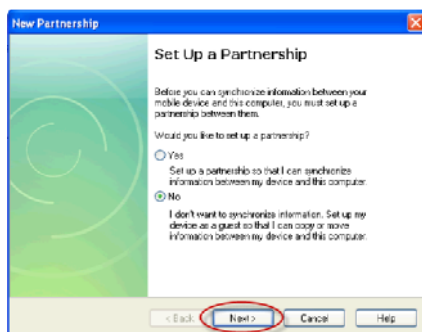 New Partnership
Set Up a Partnership
Before you can synchronize information between your
mobile device and this computer, you must set up a
partnership between them.
Would you like to set up a partnership?
Yes
Set up a partnership so that I can synchronize
information between my device and this computer.
No
I don't want to synchronize information. Set up my
device as a guest so that I can copy or move
information between my device and this computer.
< Back
Next >
Cancel
Help